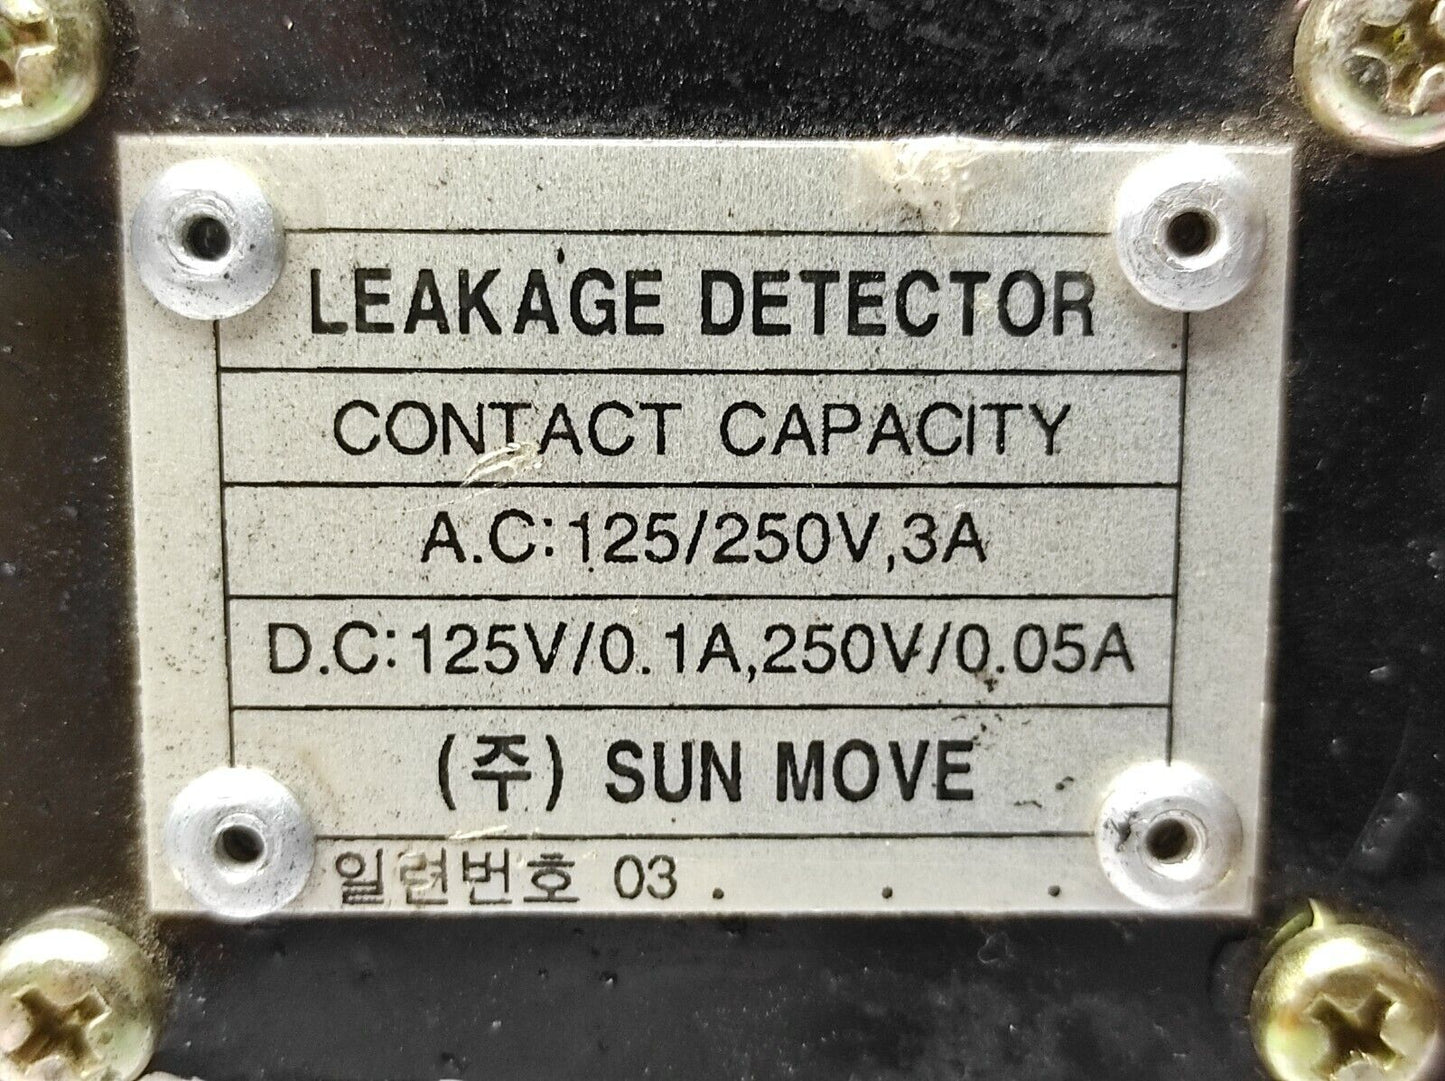 LEAKAGE DETECTOR
CONTACT CAPACITY
A.C:125/250V,3A
D.C:125V/0.1A,250V/0.05A
(주) SUN MOVE
일련번호 03 . . .